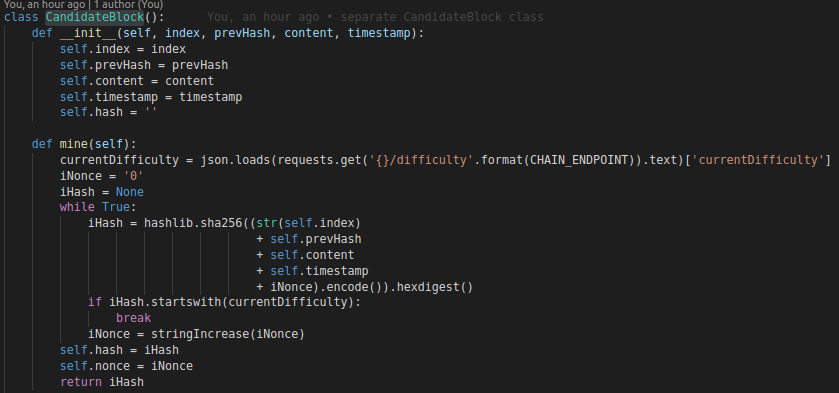 You, an hour ago | 1 author (You)
class CandidateBlock():      You, an hour ago • separate CandidateBlock class
    def __init__(self, index, prevHash, content, timestamp):
        self.index = index
        self.prevHash = prevHash
        self.content = content
        self.timestamp = timestamp
        self.hash = ''

    def mine(self):
        currentDifficulty = json.loads(requests.get('{}/difficulty'.format(CHAIN_ENDPOINT)).text)['currentDifficulty']
        iNonce = '0'
        iHash = None
        while True:
            iHash = hashlib.sha256((str(self.index)
                                    + self.prevHash
                                    + self.content
                                    + self.timestamp
                                    + iNonce).encode()).hexdigest()
            if iHash.startswith(currentDifficulty):
                break
            iNonce = stringIncrease(iNonce)
        self.hash = iHash
        self.nonce = iNonce
        return iHash